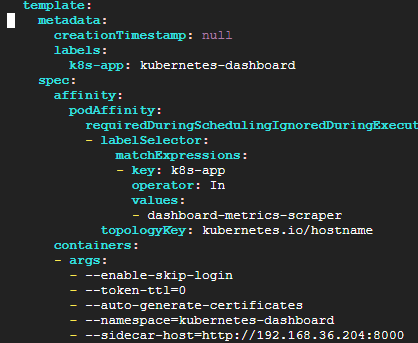 template:
metadata:
creationTimestamp: null
labels:
k8s-app: kubernetes-dashboard
spec:
affinity:
podAffinity:
requiredDuringSchedulingIgnoredDuringExecut
- labelSelector:
matchExpressions:
- key: k8s-app
operator: In
values:
- dashboard-metrics-scraper
topologyKey: kubernetes.io/hostname
containers:
- args:
- --enable-skip-login
- --token-ttl=0
- --auto-generate-certificates
- --namespace=kubernetes-dashboard
- --sidecar-host=http://192.168.36.204:8000